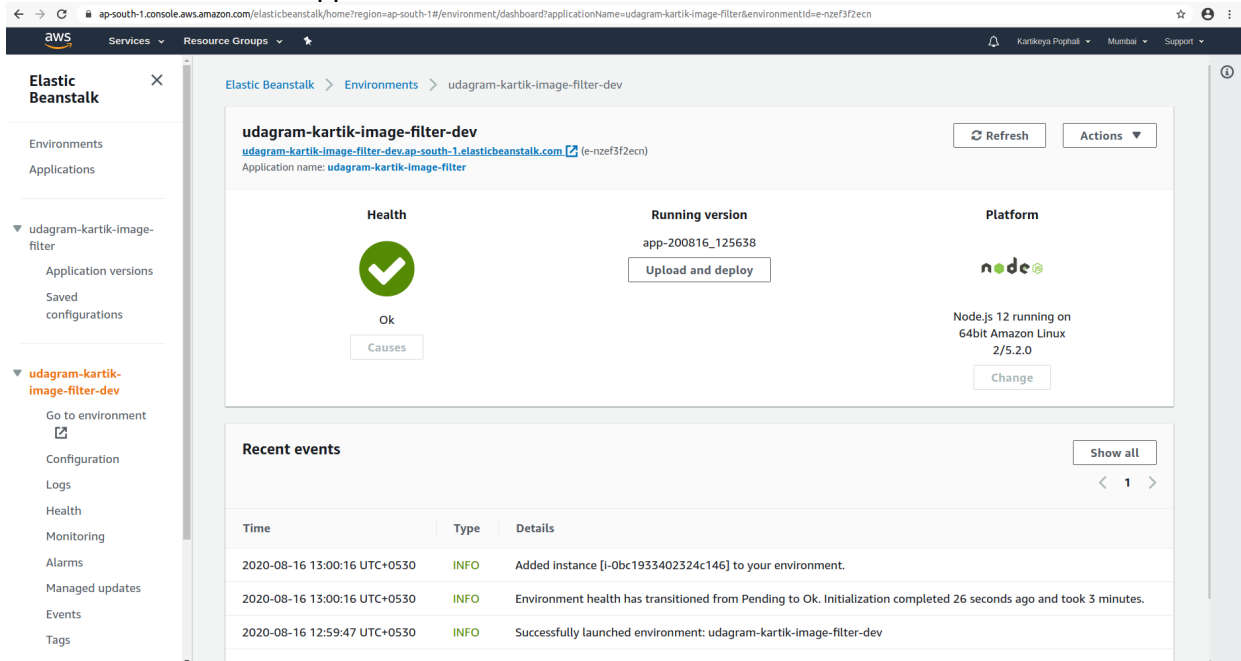 ap-south-1.console.aws.amazon.com/elasticbeanstalk/home?region=ap-south-1#/environment/dashboard?applicationName=udagram-kartik-image-filter&environmentId=e-nzef3f2ecn
aws Services Resource Groups Kartikeya Pophali Mumbai Support
Elastic
Beanstalk
Environments
Applications
udagram-kartik-image-
filter
Application versions
Saved
configurations
udagram-kartik-
image-filter-dev
Go to environment
Configuration
Logs
Health
Monitoring
Alarms
Managed updates
Events
Tags
Elastic Beanstalk > Environments > udagram-kartik-image-filter-dev
udagram-kartik-image-filter-dev
udagram-kartik-image-filter-dev.ap-south-1.elasticbeanstalk.com (e-nzef3f2ecn)
Application name: udagram-kartik-image-filter
Refresh
Actions
Health
Ok
Causes
Running version
app-200816_125638
Upload and deploy
Platform
node JS
Node.js 12 running on
64bit Amazon Linux
2/5.2.0
Change
Recent events
Show all
< 1 >
Time Type Details
2020-08-16 13:00:16 UTC+0530 INFO Added instance [i-0bc1933402324c146] to your environment.
2020-08-16 13:00:16 UTC+0530 INFO Environment health has transitioned from Pending to Ok. Initialization completed 26 seconds ago and took 3 minutes.
2020-08-16 12:59:47 UTC+0530 INFO Successfully launched environment: udagram-kartik-image-filter-dev